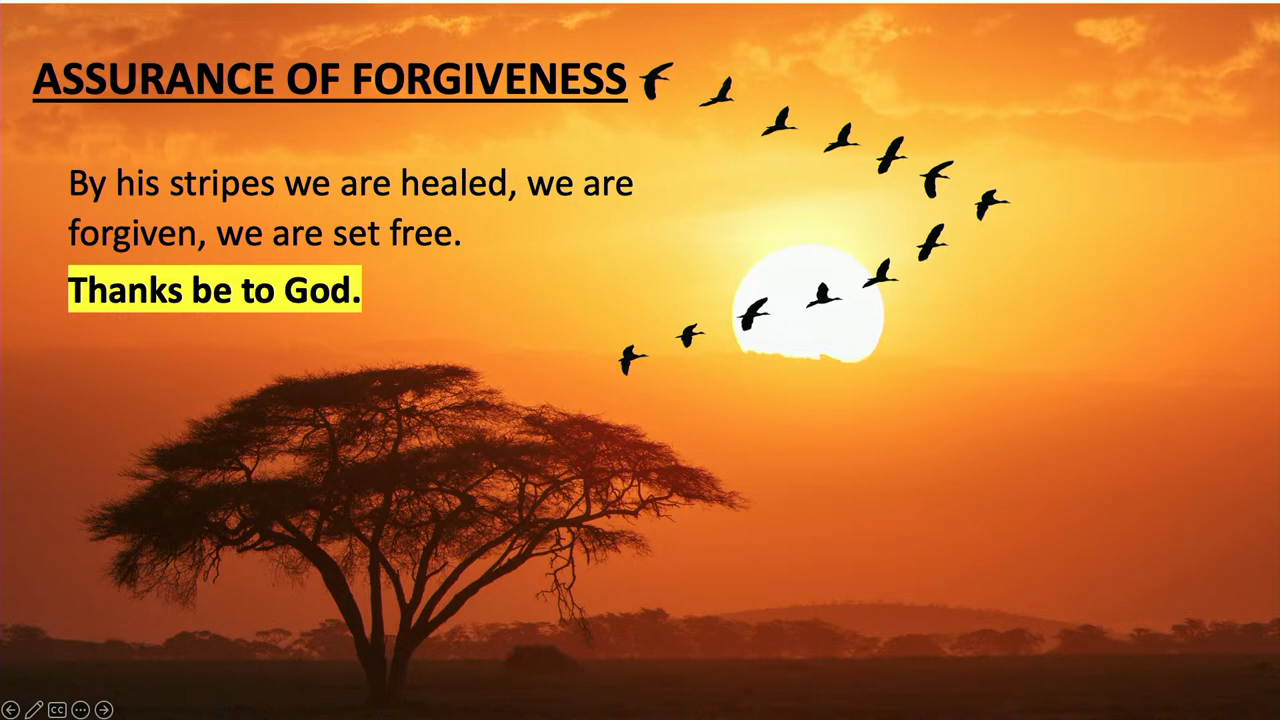 ASSURANCE OF FORGIVENESS
By his stripes we are healed, we are
forgiven, we are set free.
Thanks be to God.
CC